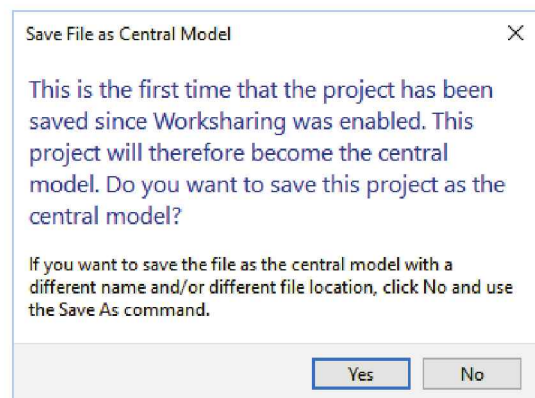 Save File as Central Model
This is the first time that the project has been
saved since Worksharing was enabled. This
project will therefore become the central
model. Do you want to save this project as the
central model?
If you want to save the file as the central model with a
different name and/or different file location, click No and use
the Save As command.
Yes
No